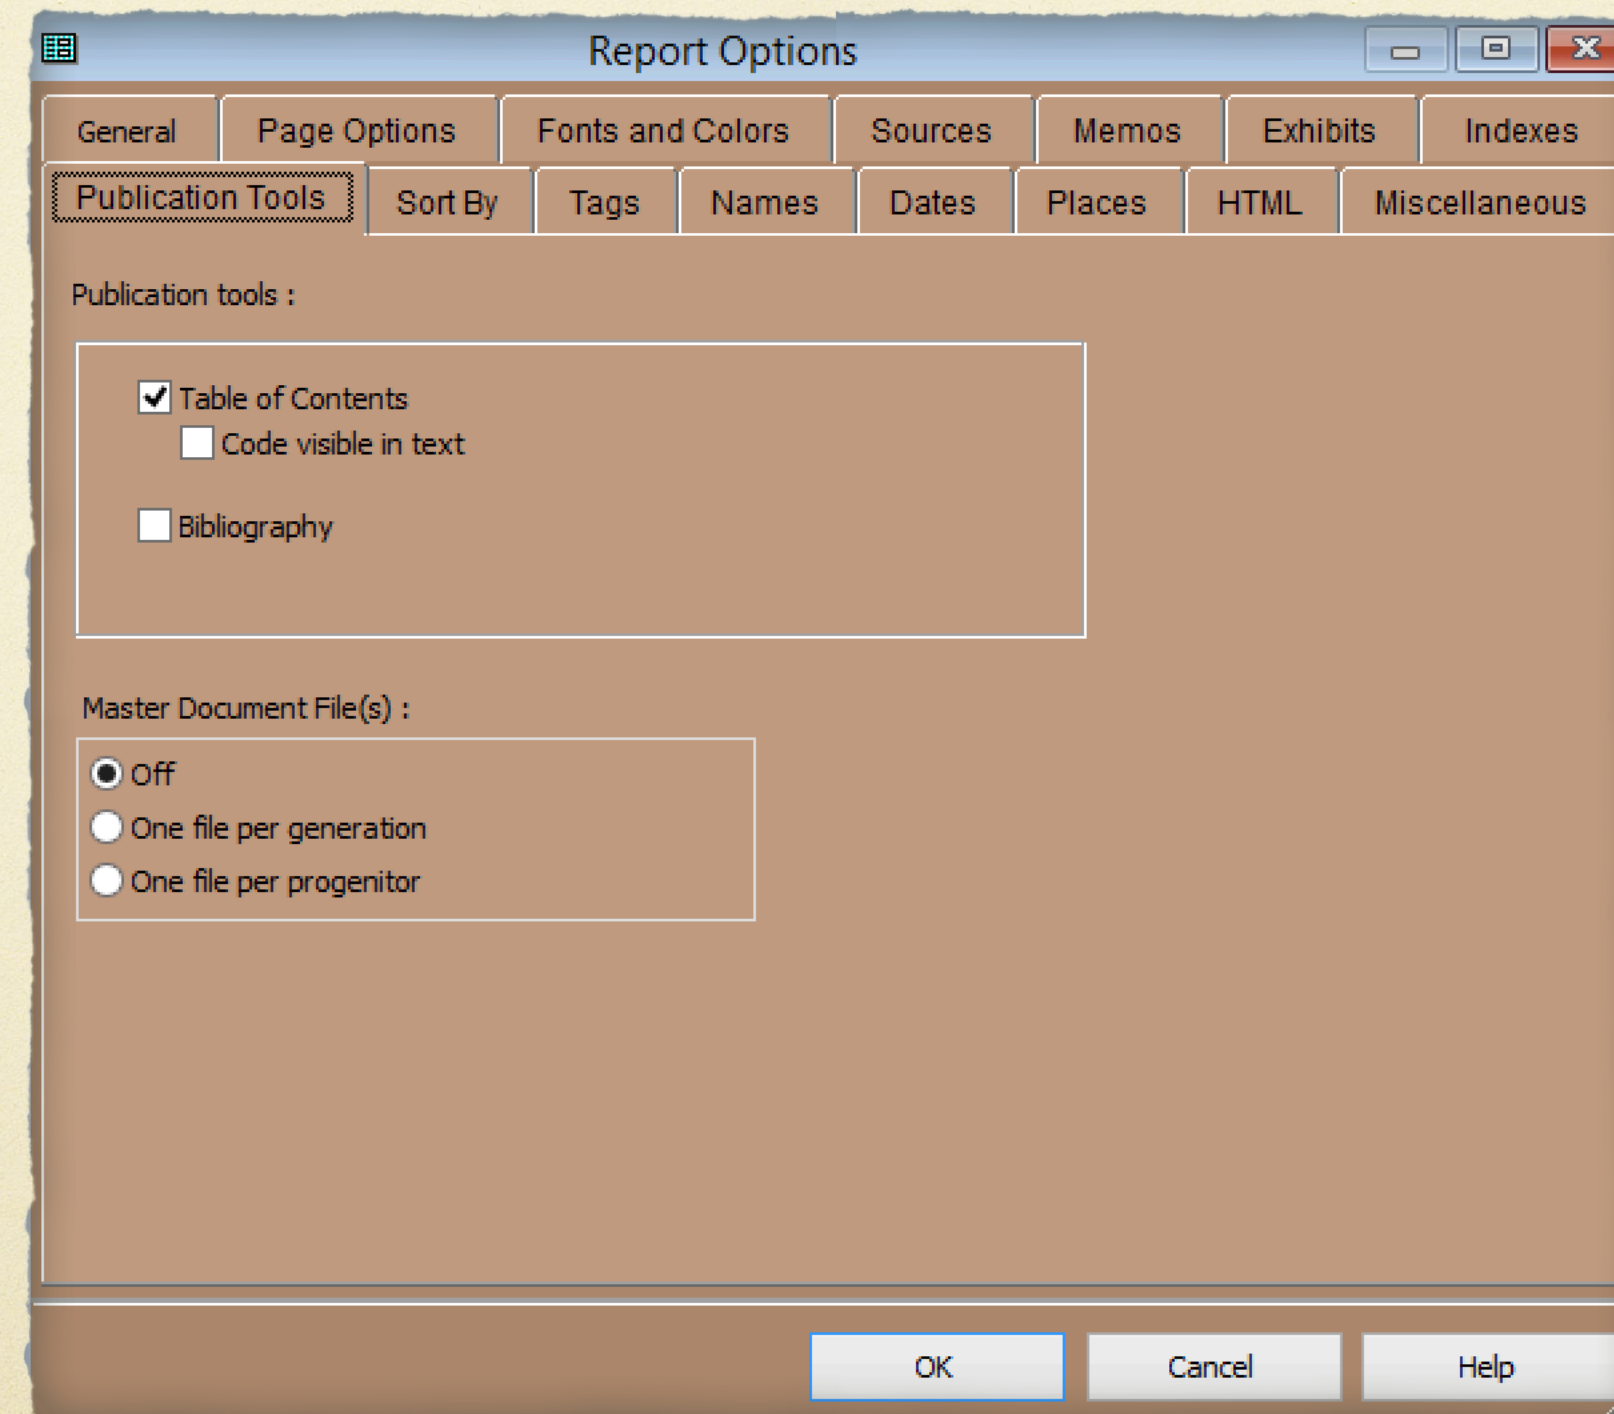 Report Options
General Page Options Fonts and Colors Sources Memos Exhibits Indexes
Publication Tools Sort By Tags Names Dates Places HTML Miscellaneous
Publication tools :
Table of Contents
Code visible in text
Bibliography
Master Document File(s) :
Off
One file per generation
One file per progenitor
OK Cancel Help